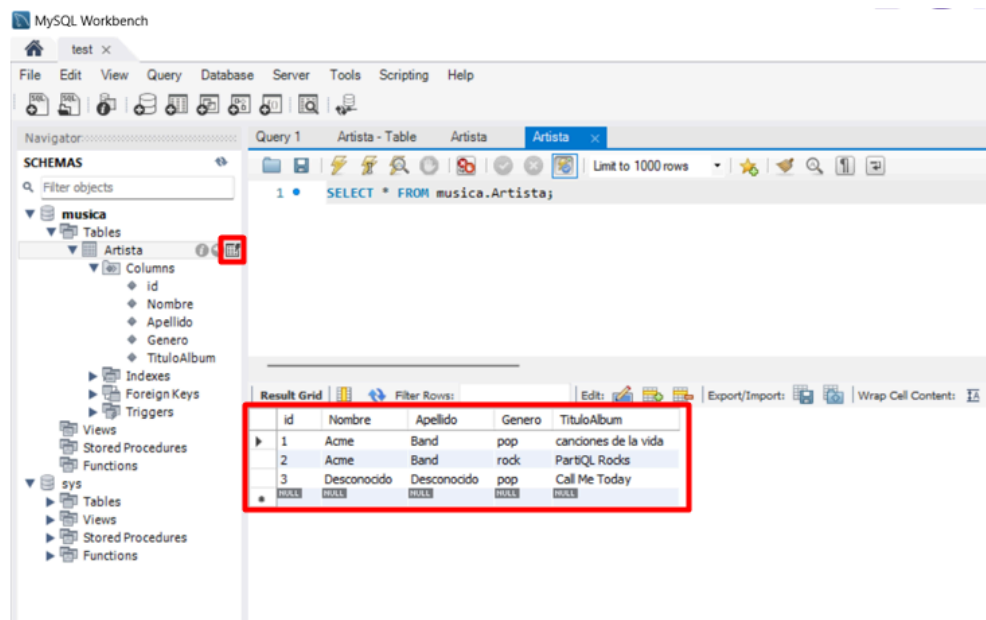 MySQL Workbench
test
File Edit View Query Database Server Tools Scripting Help
Navigator
SCHEMAS
Filter objects
musica
Tables
Artista
Columns
id
Nombre
Apellido
Genero
TituloAlbum
Indexes
Foreign Keys
Triggers
Views
Stored Procedures
Functions
sys
Tables
Views
Stored Procedures
Functions
Query 1 Artista - Table Artista Artista
Limit to 1000 rows
1 SELECT * FROM musica.Artista;
Result Grid Filter Rows: Edit: Export/Import: Wrap Cell Content:
id Nombre Apellido Genero TituloAlbum
1 Acme Band pop canciones de la vida
2 Acme Band rock PartiQL Rocks
3 Desconocido Desconocido pop Call Me Today
NULL NULL NULL NULL NULL